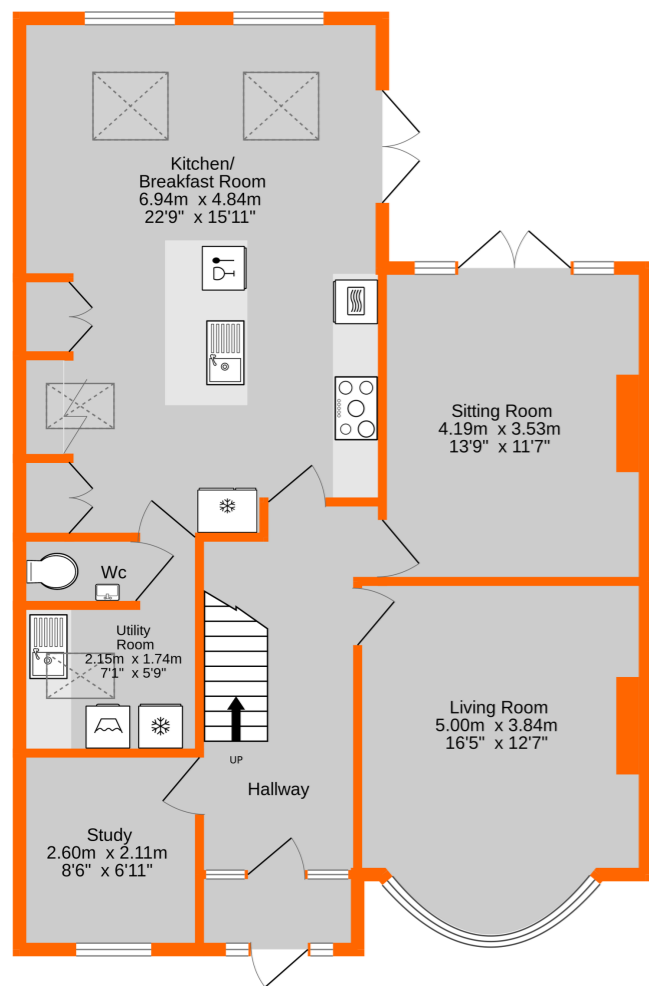 Kitchen/
Breakfast Room
6.94m x 4.84m
22'9" x 15'11"
Sitting Room
4.19m x 3.53m
13'9" x 11'7"
Wc
Utility
Room
2.15m x 1.74m
7'1" x 5'9"
Living Room
5.00m x 3.84m
16'5" x 12'7"
UP
Hallway
Study
2.60m x 2.11m
8'6" x 6'11"